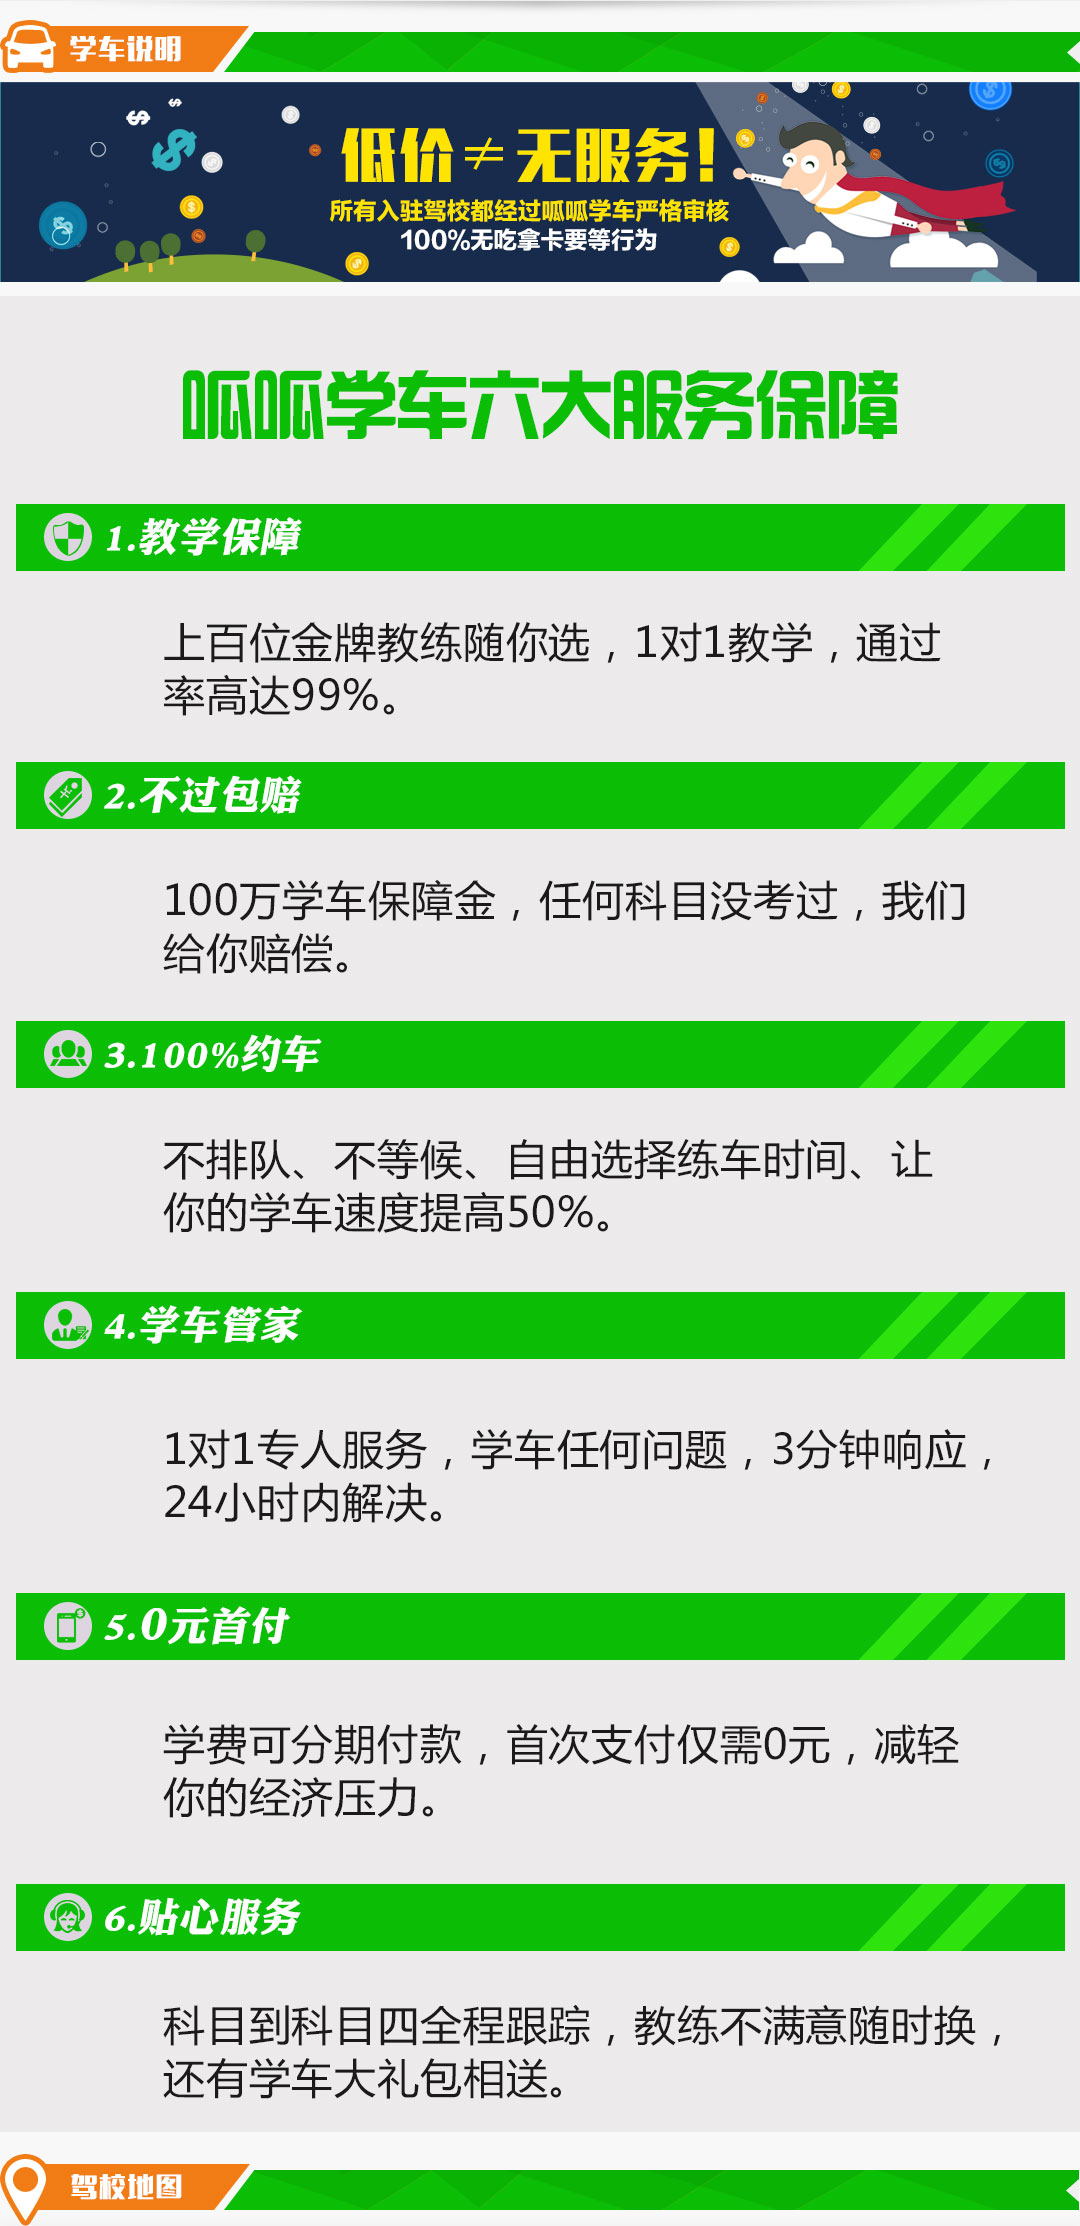 学车说明
低价≠无服务!
所有入驻驾校都经过呱呱学车严格审核
100%无吃拿卡要等行为
呱呱学车六大服务保障
1.教学保障
上百位金牌教练随你选，1对1教学，通过
率高达99%。
2.不过包赔
100万学车保障金，任何科目没考过，我们
给你赔偿。
3.100%约车
不排队、不等候、自由选择练车时间、让
你的学车速度提高50%。
4.学车管家
1对1专人服务，学车任何问题，3分钟响应，
24小时内解决。
5.0元首付
学费可分期付款，首次支付仅需0元，减轻
你的经济压力。
6.贴心服务
科目到科目四全程跟踪，教练不满意随时换，
还有学车大礼包相送。
驾校地图